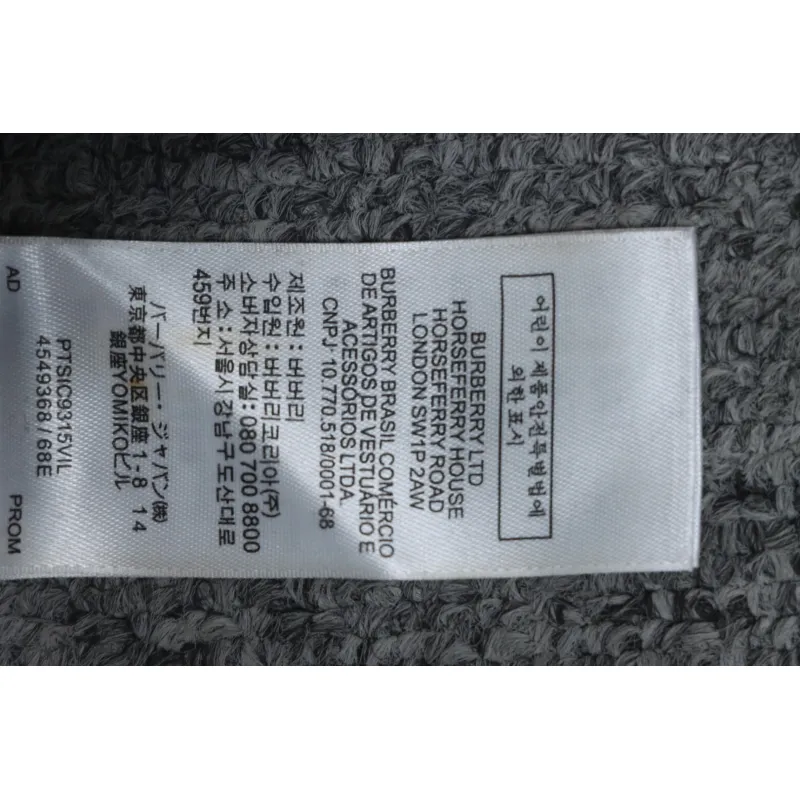 어린이 제품안전특별법에
의한 표시
BURBERRY LTD
HORSEFERRY HOUSE
HORSEFERRY ROAD
LONDON SW1P 2AW
BURBERRY BRASIL COMÉRCIO
DE ARTIGOS DE VESTUÁRIO E
ACESSÓRIOS LTDA.
CNPJ- 10.770.518/0001-68
제조원 : 버버리
수입원 : 버버리코리아(주)
소비자상담실: 080 700 8800
주 소 : 서울시 강남구 도산대로
459번지
バーバリー・ジャパン㈱
東京都中央区銀座1-8 14
銀座YOMIKOビル
PTSIC9315VIL
4549368 / 68E
AD PROM